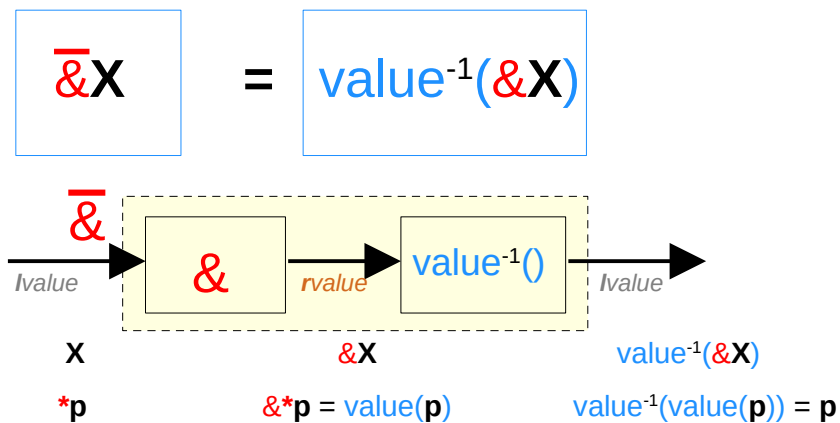 &̅X = value⁻¹(&X)
&̅
& value⁻¹()
lvalue rvalue lvalue
X &X value⁻¹(&X)
*p &*p = value(p) value⁻¹(value(p)) = p